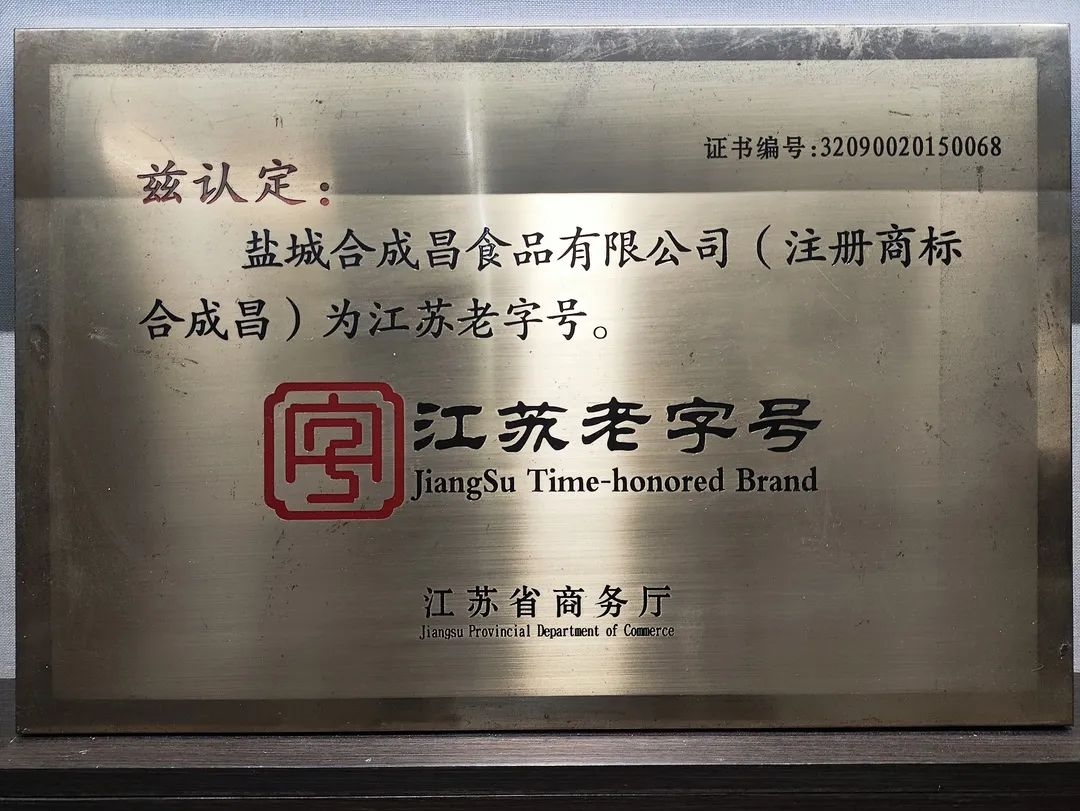 证书编号:32090020150068
兹认定:
盐城合成昌食品有限公司(注册商标
合成昌)为江苏老字号。
江苏老字号
JiangSu Time-honored Brand
江苏省商务厅
Jiangsu Provincial Department of Commerce